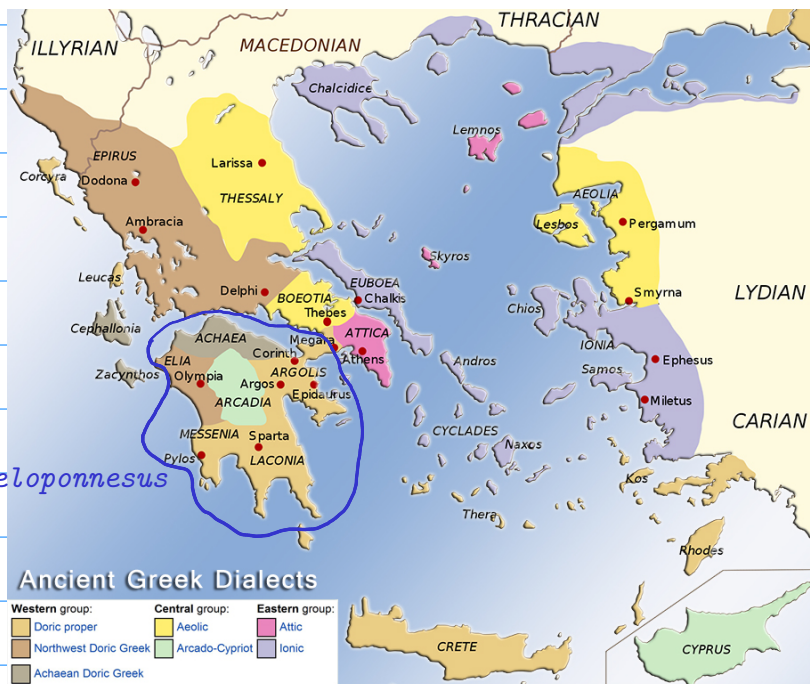 THRACIAN
ILLYRIAN
MACEDONIAN
Chalcidice
Lemnos
EPIRUS
Larissa
Corcyra
Dodona
THESSALY
AEOLIA
Ambracia
Lesbos
Pergamum
Skyros
Leucas
Delphi
EUBOEA
BOEOTIA
Chalkis
Smyrna
LYDIAN
Thebes
Chios
Cephallonia
ACHAEA
Megara
ATTICA
IONIA
Corinth
Athens
ELIA
Andros
Ephesus
Zacynthos
Olympia
ARGOLIS
Samos
Argos
Epidaurus
Miletus
ARCADIA
CARIAN
MESSENIA
Sparta
CYCLADES
Naxos
Pylos
LACONIA
eloponnesus
Kos
Thera
Rhodes
Ancient Greek Dialects
Western group: Central group: Eastern group:
Doric proper Aeolic Attic
Northwest Doric Greek Arcado-Cypriot Ionic
Achaean Doric Greek
CRETE
CYPRUS